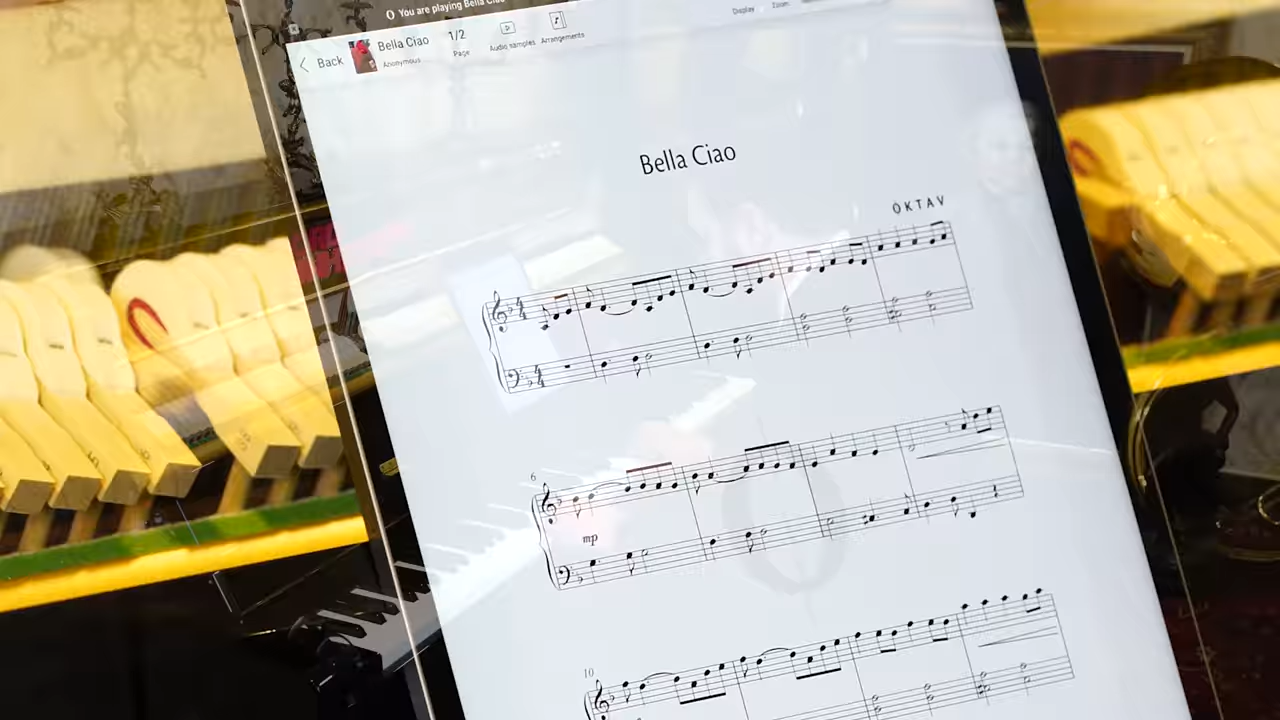 You are playing Bella Ciao
Back
Bella Ciao
Anonymous
1/2
Page
Audio samples
Arrangements
Display
Zoom
Bella Ciao
OKTAV
6
mp
10